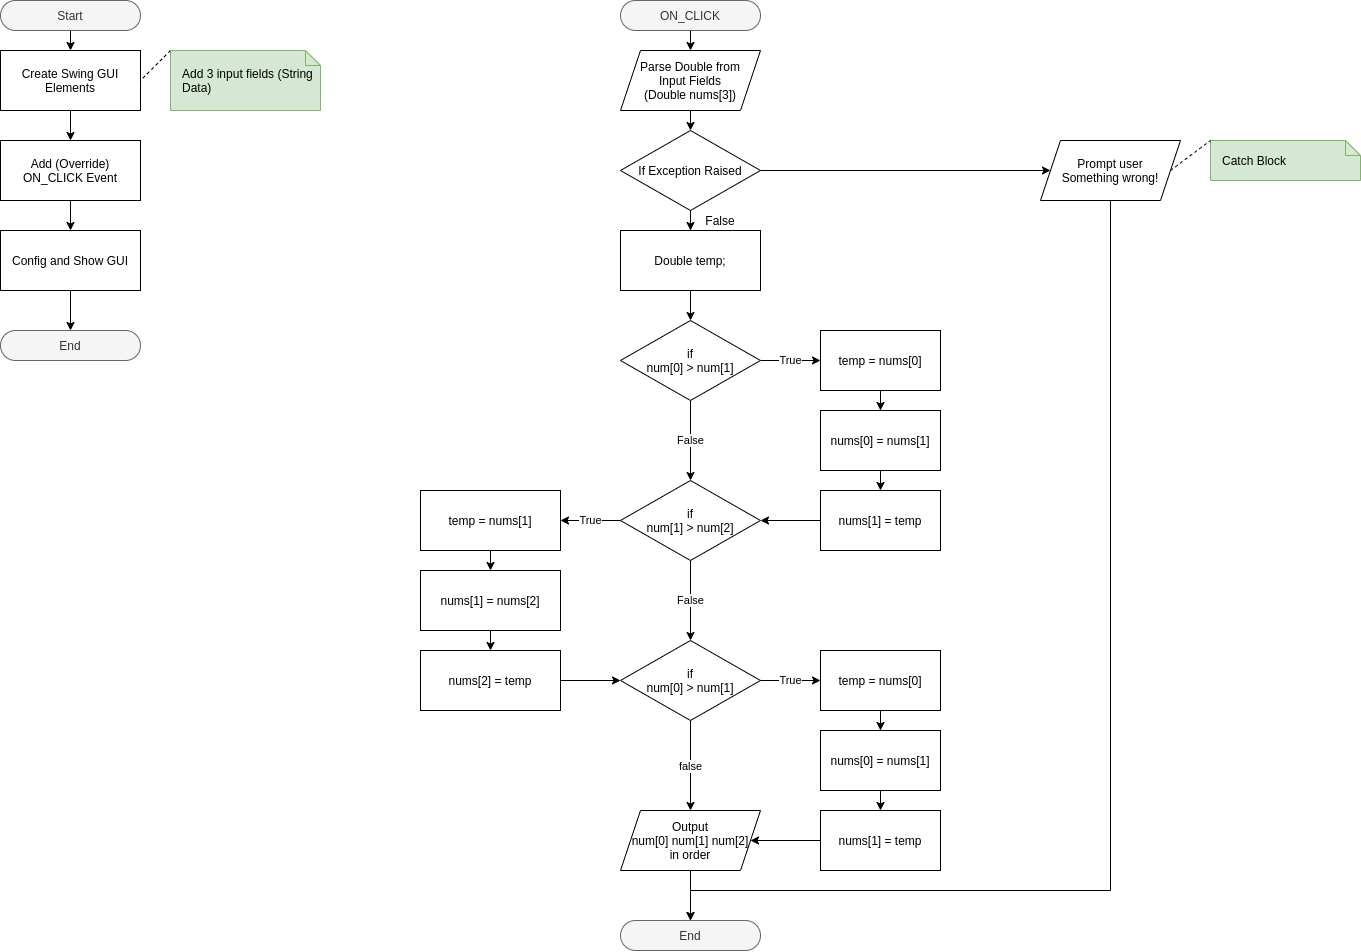 Start
Create Swing GUI
Elements
Add 3 input fields (String
Data)
Add (Override)
ON_CLICK Event
Config and Show GUI
End
ON_CLICK
Parse Double from
Input Fields
(Double nums[3])
If Exception Raised
Prompt user
Something wrong!
Catch Block
False
Double temp;
if
num[0] > num[1]
True
temp = nums[0]
nums[0] = nums[1]
nums[1] = temp
False
if
num[1] > num[2]
True
temp = nums[1]
nums[1] = nums[2]
nums[2] = temp
False
if
num[0] > num[1]
True
temp = nums[0]
nums[0] = nums[1]
nums[1] = temp
false
Output
num[0] num[1] num[2]
in order
End